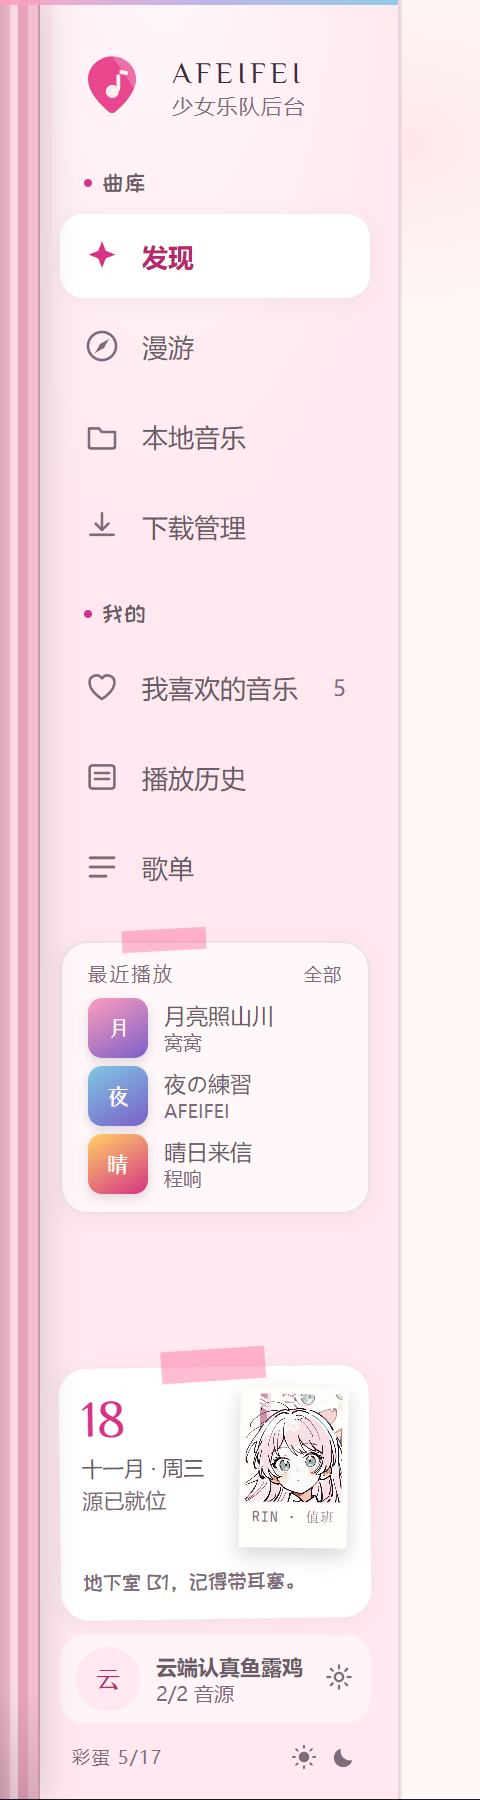 AFEIFEI
少女乐队后台
曲库
发现
漫游
本地音乐
下载管理
我的
我喜欢的音乐 5
播放历史
歌单
最近播放 全部
月 月亮照山川
窝窝
夜 夜の練習
AFEIFEI
晴 晴日来信
程响
18
十一月 · 周三
源已就位
RIN · 值班
地下室 B1，记得带耳塞。
云 云端认真鱼露鸡
2/2 音源
彩蛋 5/17